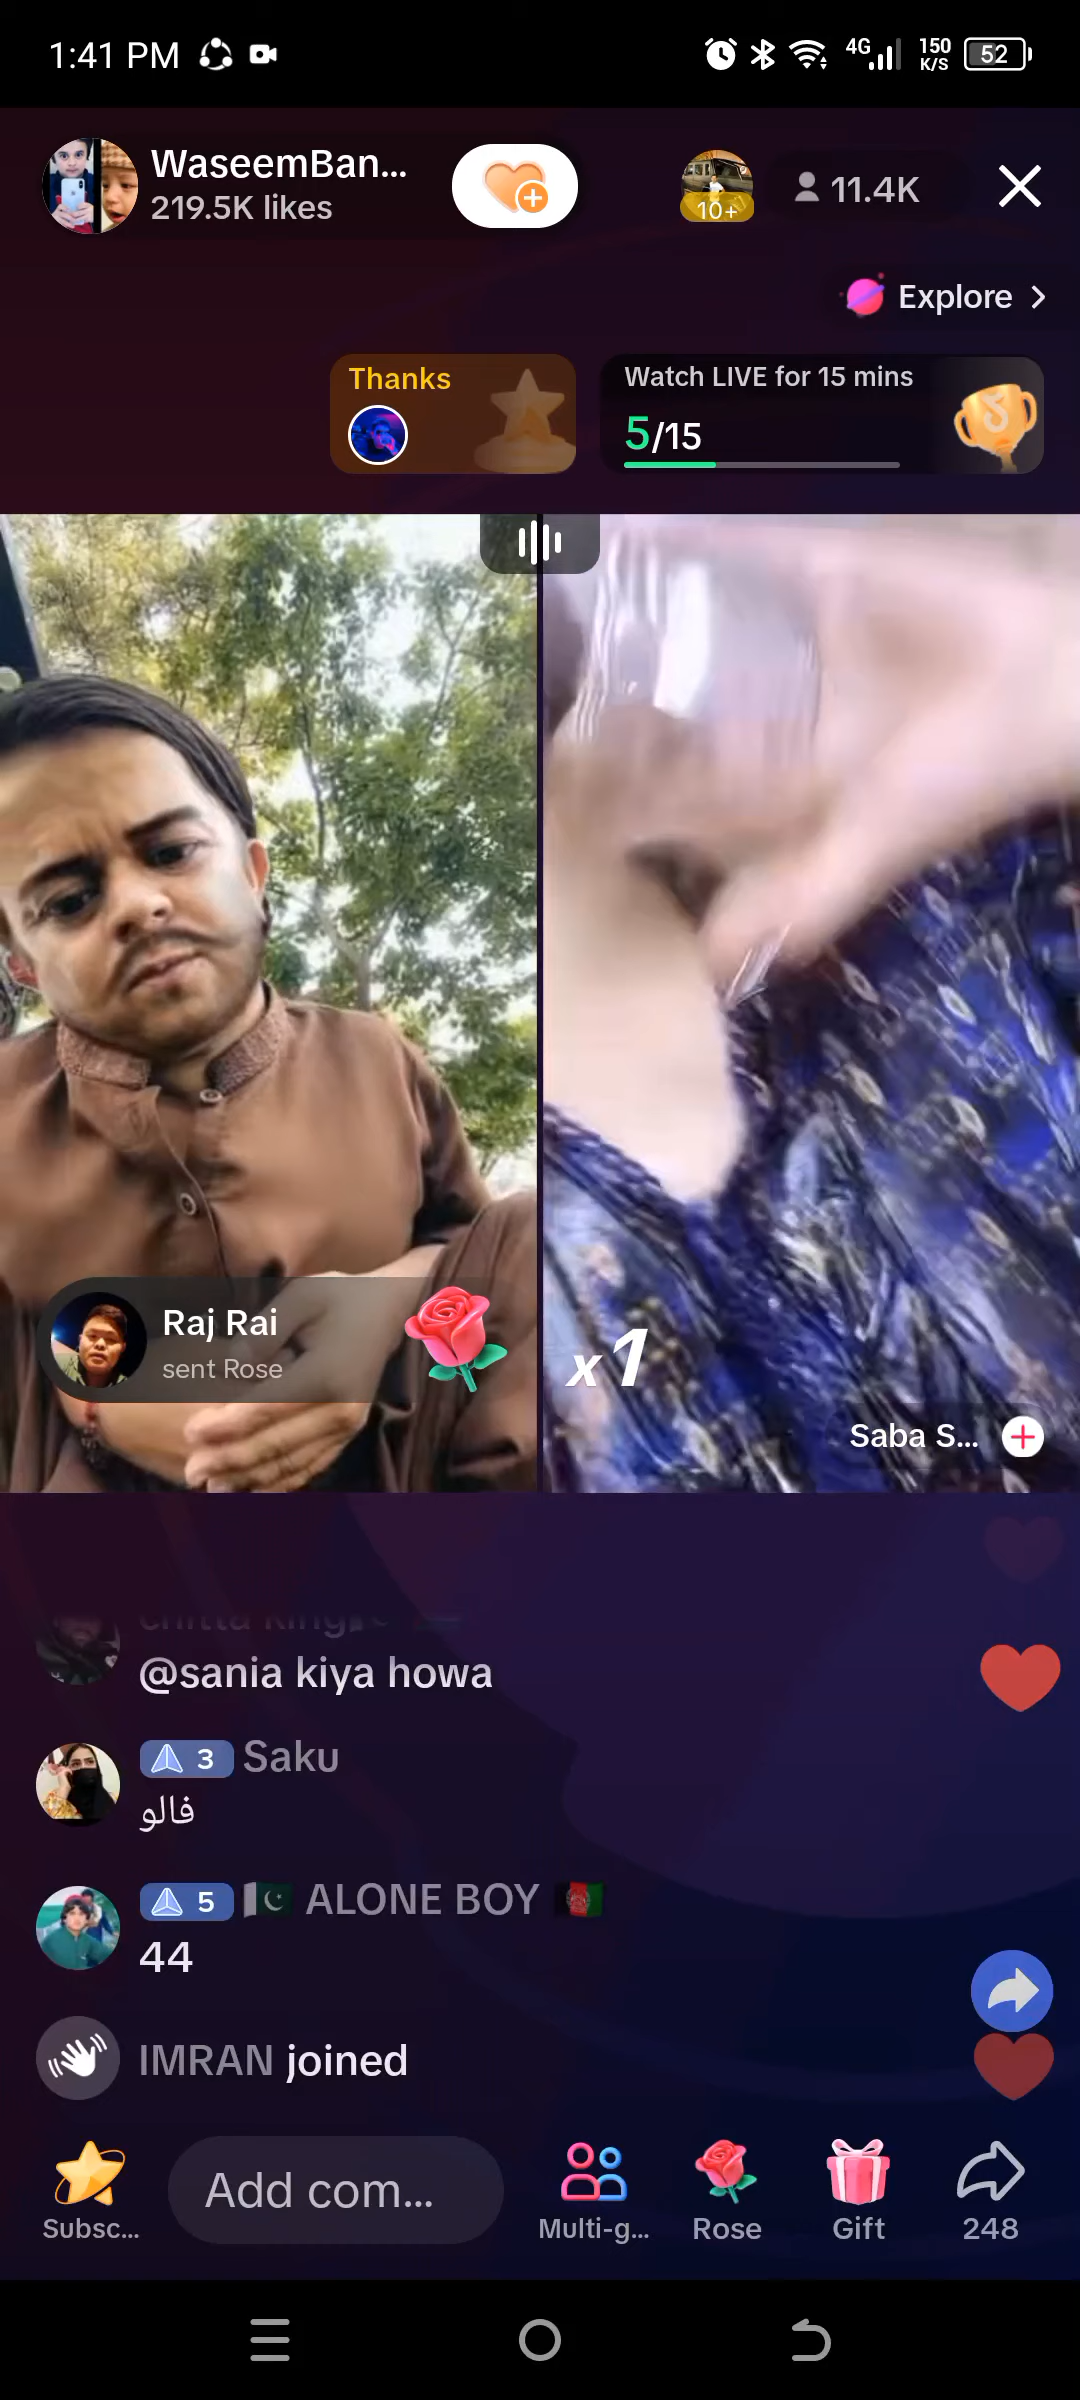 1:41 PM
4G
150
K/S
52
WaseemBan...
219.5K likes
10+
11.4K
Explore
Thanks
Watch LIVE for 15 mins
5/15
Raj Rai
sent Rose
x1
Saba S...
chitta king
@sania kiya howa
3 Saku
فالو
5 ALONE BOY
44
IMRAN joined
Subsc...
Add com...
Multi-g...
Rose
Gift
248